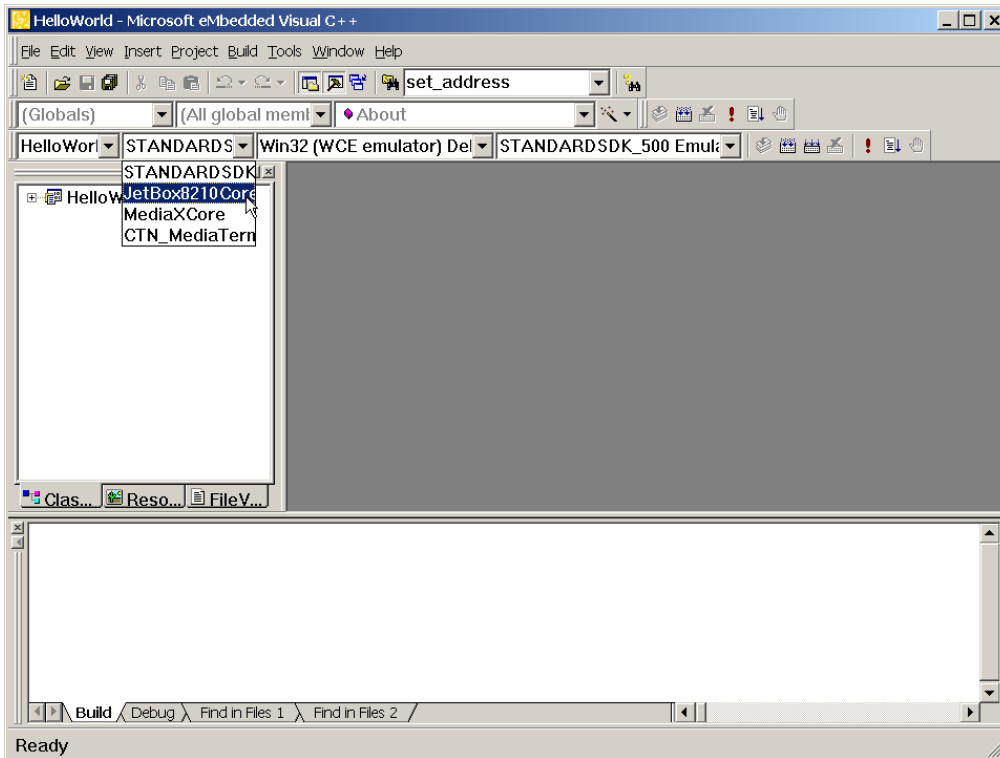 HelloWorld - Microsoft eMbedded Visual C++
File Edit View Insert Project Build Tools Window Help
set_address
(Globals) (All global meml About
HelloWorl STANDARDS Win32 (WCE emulator) Del STANDARDSDK_500 Emula
STANDARDSDK
JetBox8210Core
MediaXCore
CTN_MediaTern
HelloW
Clas... Reso... FileV...
Build Debug Find in Files 1 Find in Files 2
Ready